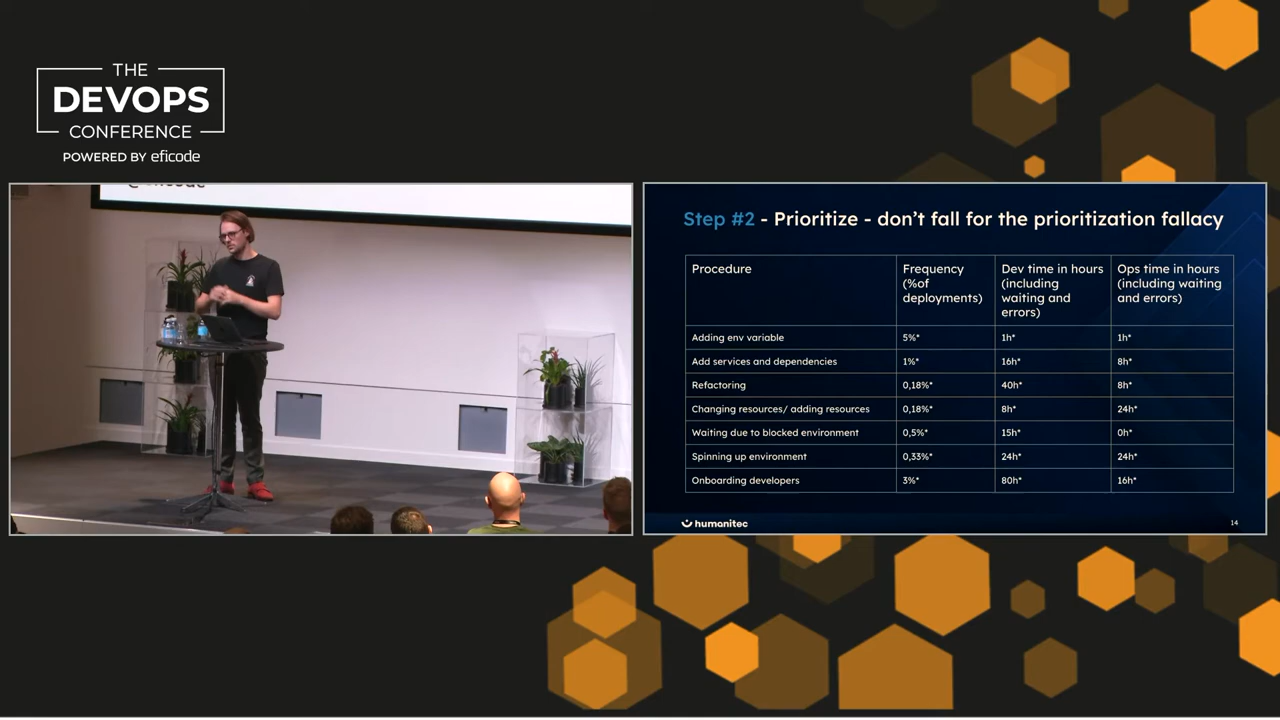 THE
DEVOPS
CONFERENCE
POWERED BY eficode
Step #2 - Prioritize - don't fall for the prioritization fallacy
Procedure
Frequency
(%of
deployments)
Dev time in hours
(including
waiting and
errors)
Ops time in hours
(including waiting
and errors)
Adding env variable 5%* 1h* 1h*
Add services and dependencies 1%* 16h* 8h*
Refactoring 0,18%* 40h* 8h*
Changing resources/ adding resources 0,18%* 8h* 24h*
Waiting due to blocked environment 0,5%* 15h* 0h*
Spinning up environment 0,33%* 24h* 24h*
Onboarding developers 3%* 80h* 16h*
humanitec
14